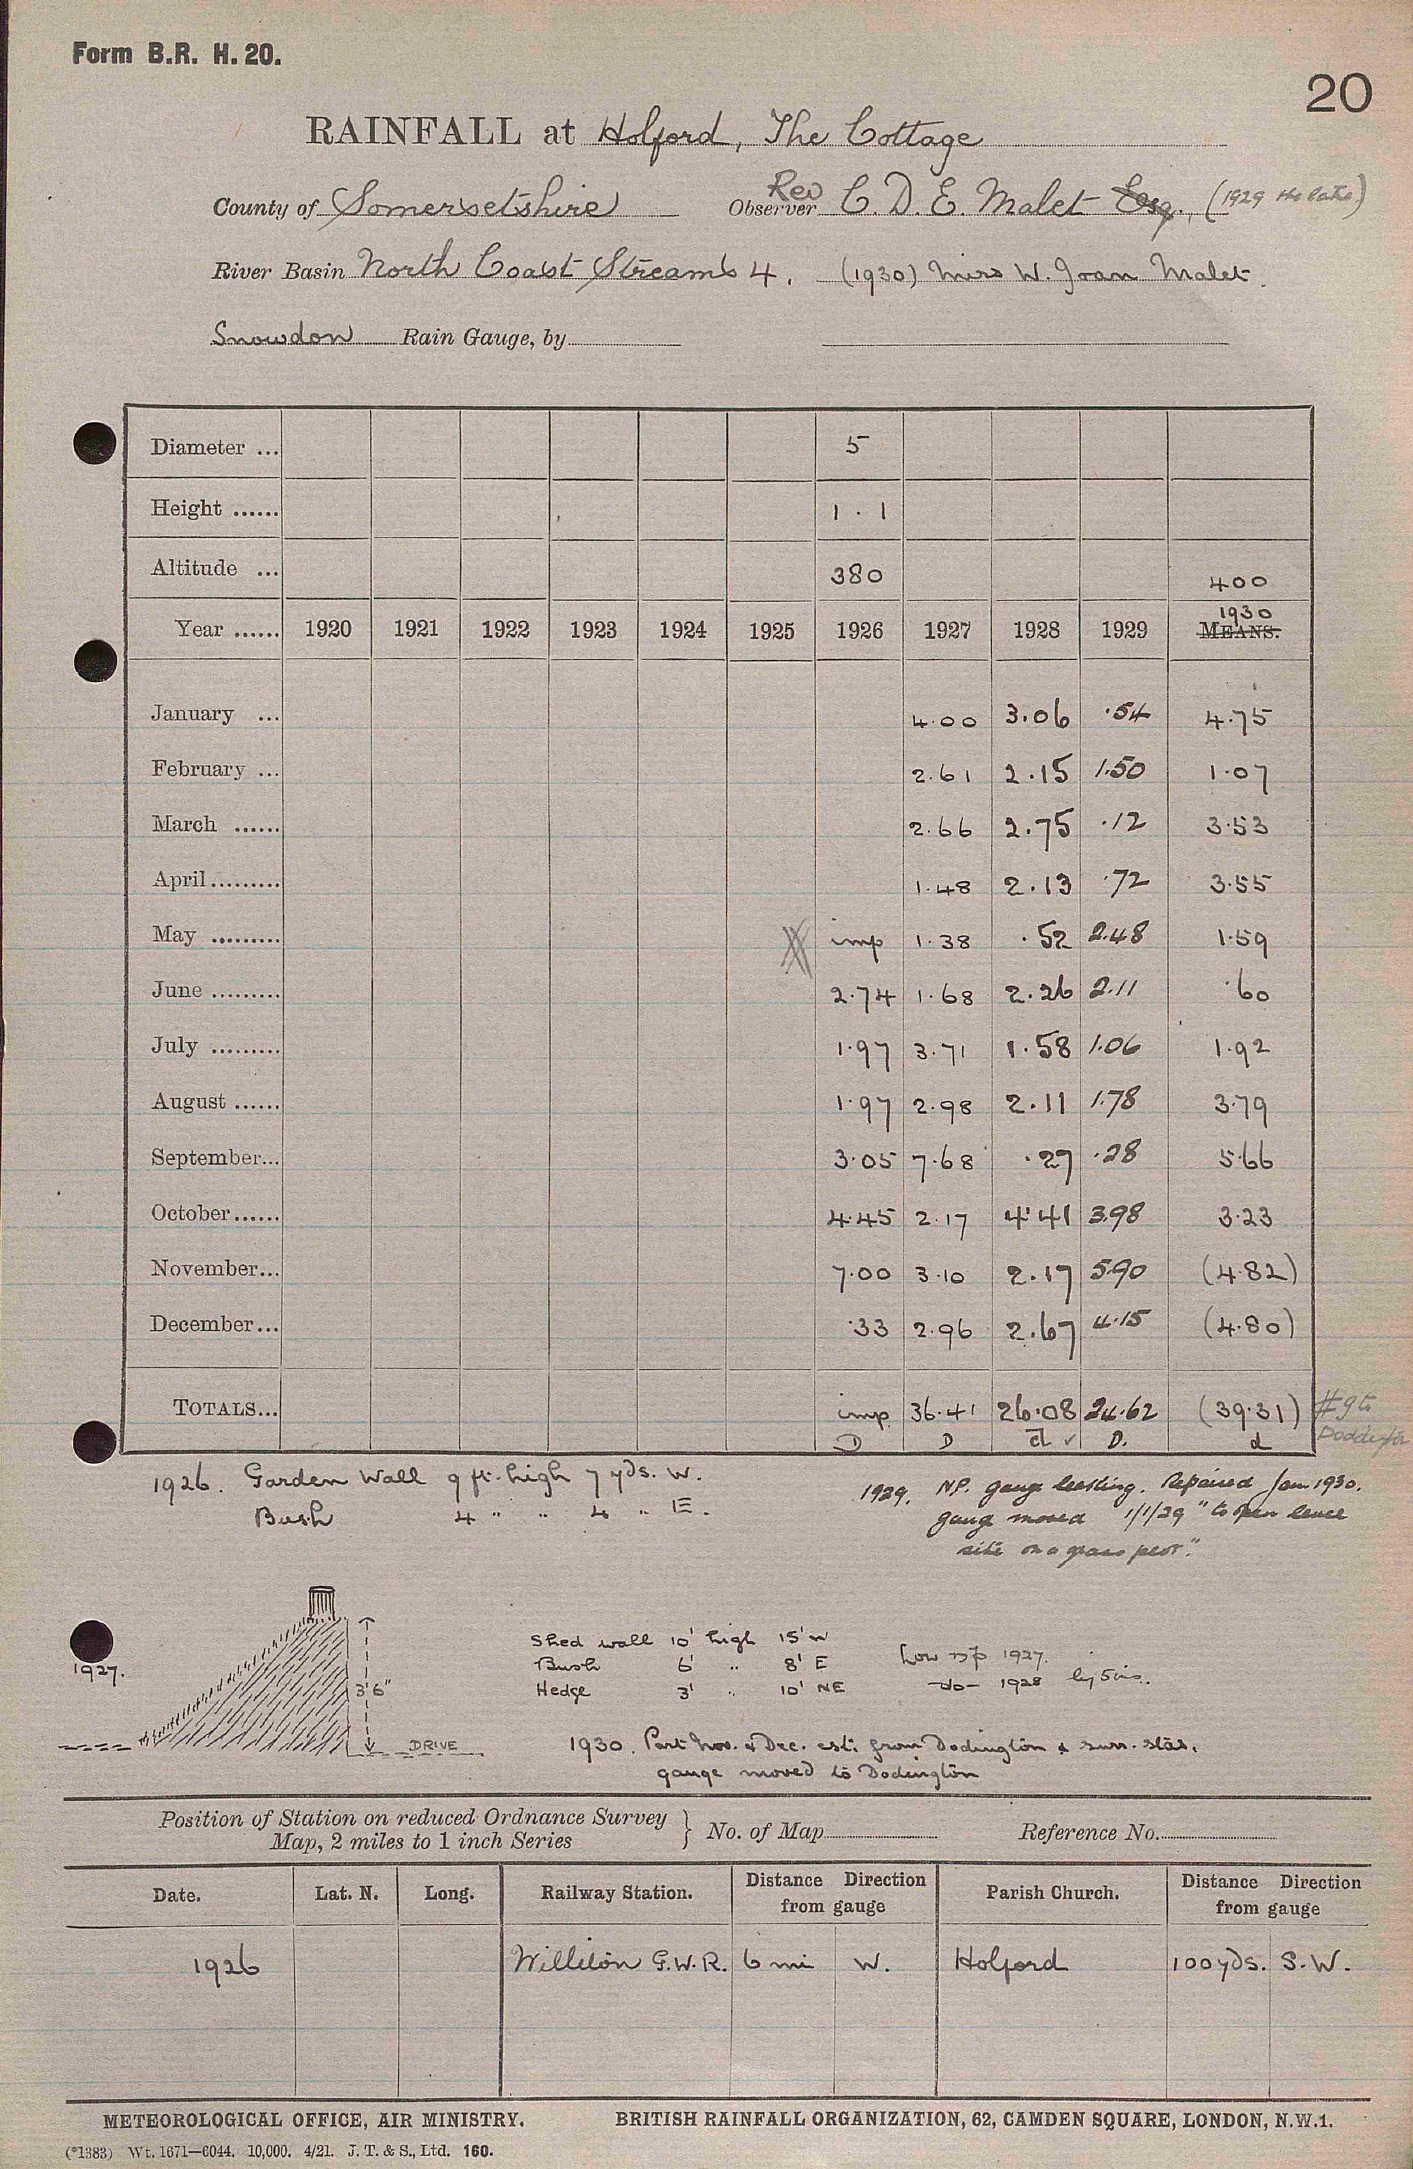 Form B.R. H. 20.
20
RAINFALL at Holford, The Cottage
County of Somersetshire Observer Rev C. D. E. Malet Esq. (1929 the late)
River Basin North Coast Streams 4. (1930) Miss W. Joan Malet.
Snowdon Rain Gauge, by
Diameter ... 5
Height ...... 1 . 1
Altitude ... 380 400
Year ...... 1920 1921 1922 1923 1924 1925 1926 1927 1928 1929 1930 MEANS.
January ... 4.00 3.06 .54 4.75
February ... 2.61 2.15 1.50 1.07
March ...... 2.66 2.75 .12 3.53
April ......... 1.48 2.13 .72 3.55
May ......... imp 1.38 .52 2.48 1.59
June ......... 2.74 1.68 2.26 2.11 .60
July ......... 1.97 3.71 1.58 1.06 1.92
August ...... 1.97 2.98 2.11 1.78 3.79
September... 3.05 7.68 .27 .28 5.66
October...... 4.45 2.17 4.41 3.98 3.23
November... 7.00 3.10 2.17 5.90 (4.82)
December... .33 2.96 2.67 4.15 (4.80)
TOTALS... imp 36.41 26.08 24.62 (39.31)
D D d ✓ D. d
1926. Garden Wall 9 ft. high 7 yds. W.
Bush 4 " " 4 " E.
1929. N.P. gauge leaking. Repaired Jan 1930.
gauge moved 1/1/29 "to open level
site on a grass plot."
1927.
3'6"
DRIVE
Shed wall 10' high 15' W
Bush 6' " 8' E
Hedge 3' " 10' NE
1927.
-do- 1928 by 5 ins.
1930. Part Nov. & Dec. est. from Dodington & surr. stas.
gauge moved to Dodington
Position of Station on reduced Ordnance Survey
Map, 2 miles to 1 inch Series } No. of Map Reference No.
Date. Lat. N. Long. Railway Station. Distance Direction from gauge Parish Church. Distance Direction from gauge
1926 Williton G.W.R. 6 mi W. Holford 100 yds. S.W.
METEOROLOGICAL OFFICE, AIR MINISTRY. BRITISH RAINFALL ORGANIZATION, 62, CAMDEN SQUARE, LONDON, N.W.1.
(*1383) Wt. 1671—6044. 10,000. 4/21. J. T. & S., Ltd. 160.